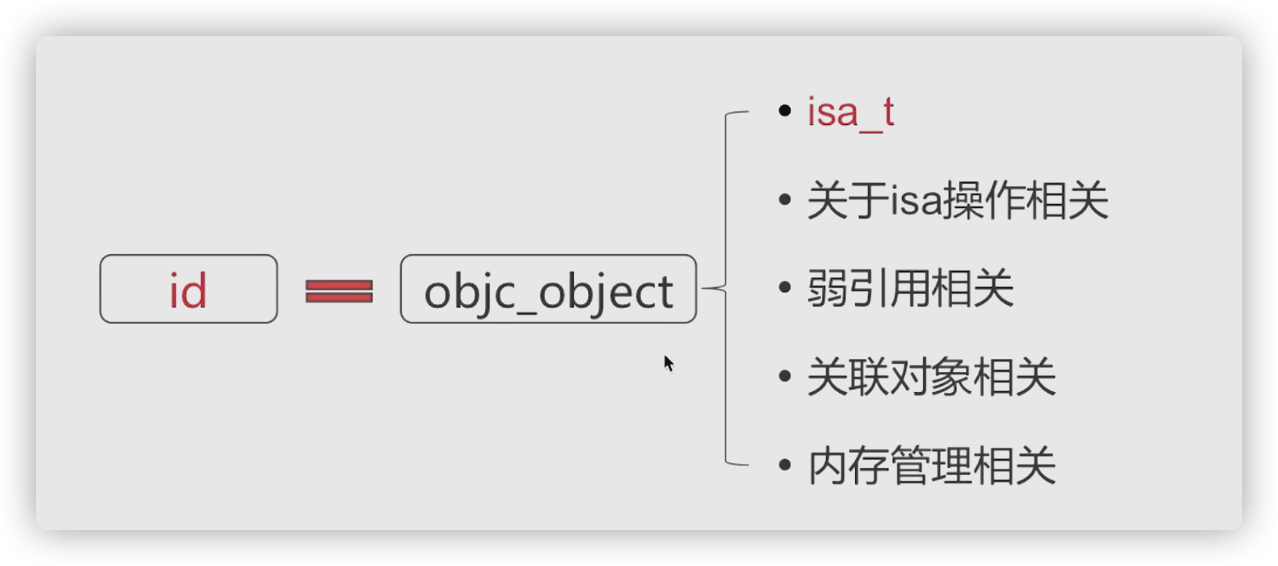 isa_t
关于isa操作相关
id
objc_object
弱引用相关
关联对象相关
内存管理相关